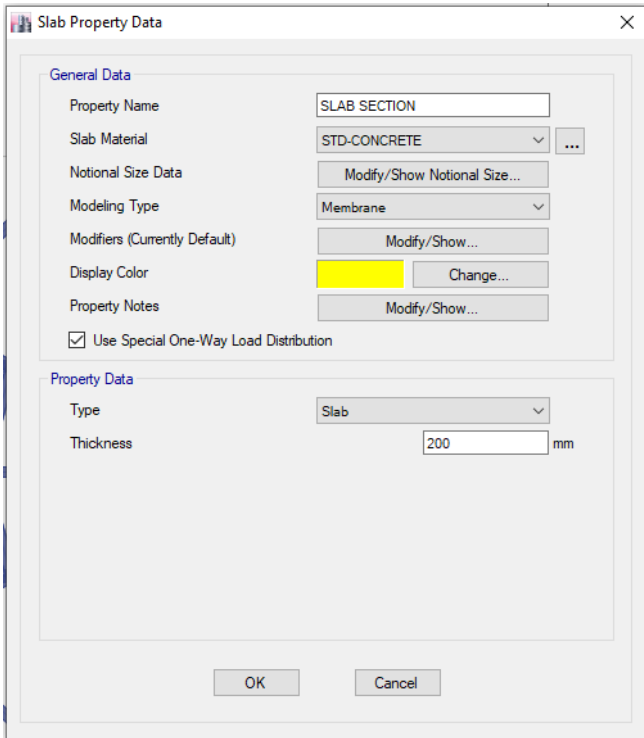 Slab Property Data
General Data
Property Name SLAB SECTION
Slab Material STD-CONCRETE ...
Notional Size Data Modify/Show Notional Size...
Modeling Type Membrane
Modifiers (Currently Default) Modify/Show...
Display Color Change...
Property Notes Modify/Show...
Use Special One-Way Load Distribution
Property Data
Type Slab
Thickness 200 mm
OK Cancel